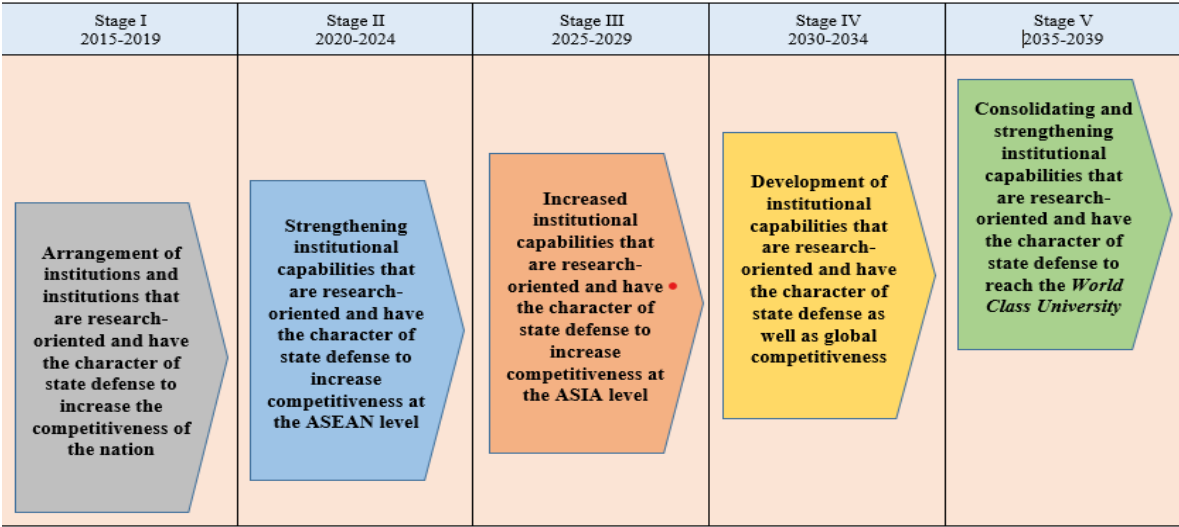 Stage I
2015-2019
Stage II
2020-2024
Stage III
2025-2029
Stage IV
2030-2034
Stage V
2035-2039
Arrangement of
institutions and
institutions that
are research-
oriented and have
the character of
state defense to
increase the
competitiveness of
the nation
Strengthening
institutional
capabilities that
are research-
oriented and have
the character of
state defense to
increase
competitiveness at
the ASEAN level
Increased
institutional
capabilities that
are research-
oriented and have
the character of
state defense to
increase
competitiveness at
the ASIA level
Development of
institutional
capabilities that
are research-
oriented and have
the character of
state defense as
well as global
competitiveness
Consolidating and
strengthening
institutional
capabilities that
are research-
oriented and have
the character of
state defense to
reach the World
Class University